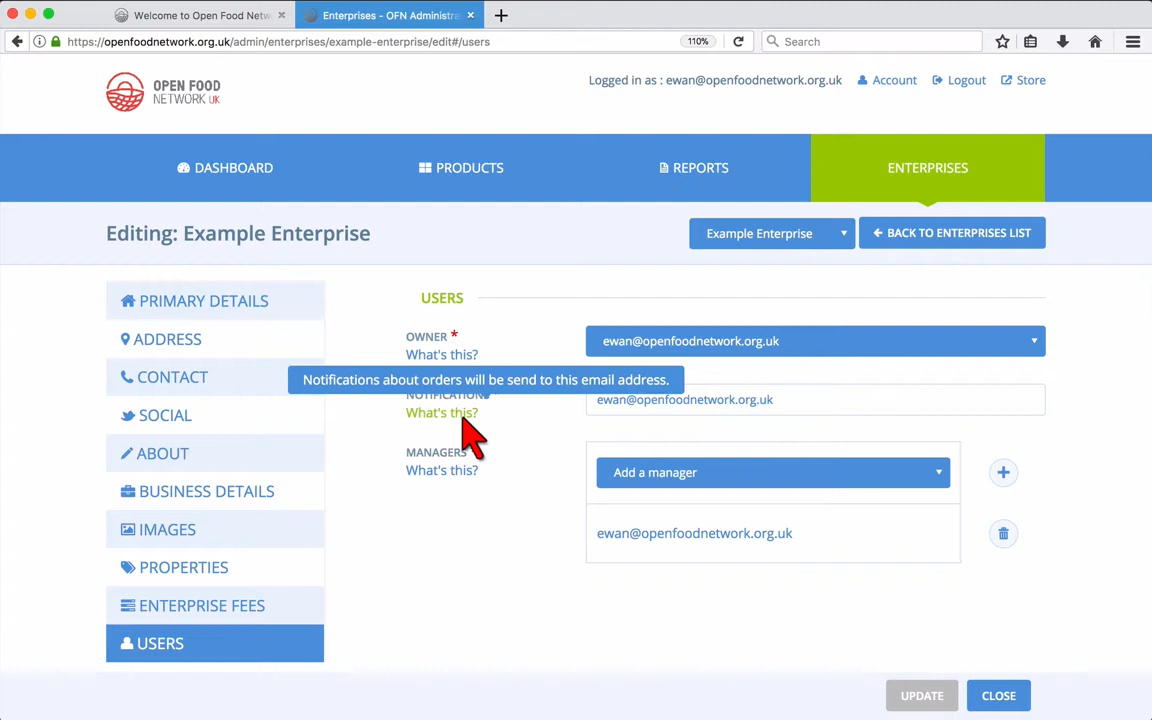 Welcome to Open Food Netw
Enterprises - OFN Administra
https://openfoodnetwork.org.uk/admin/enterprises/example-enterprise/edit#/users
110%
Search
OPEN FOOD
NETWORK UK
Logged in as : ewan@openfoodnetwork.org.uk
Account
Logout
Store
DASHBOARD
PRODUCTS
REPORTS
ENTERPRISES
Editing: Example Enterprise
Example Enterprise
BACK TO ENTERPRISES LIST
PRIMARY DETAILS
ADDRESS
CONTACT
SOCIAL
ABOUT
BUSINESS DETAILS
IMAGES
PROPERTIES
ENTERPRISE FEES
USERS
USERS
OWNER *
What's this?
ewan@openfoodnetwork.org.uk
Notifications about orders will be send to this email address.
NOTIFICATIONS
What's this?
ewan@openfoodnetwork.org.uk
MANAGERS
What's this?
Add a manager
ewan@openfoodnetwork.org.uk
UPDATE
CLOSE